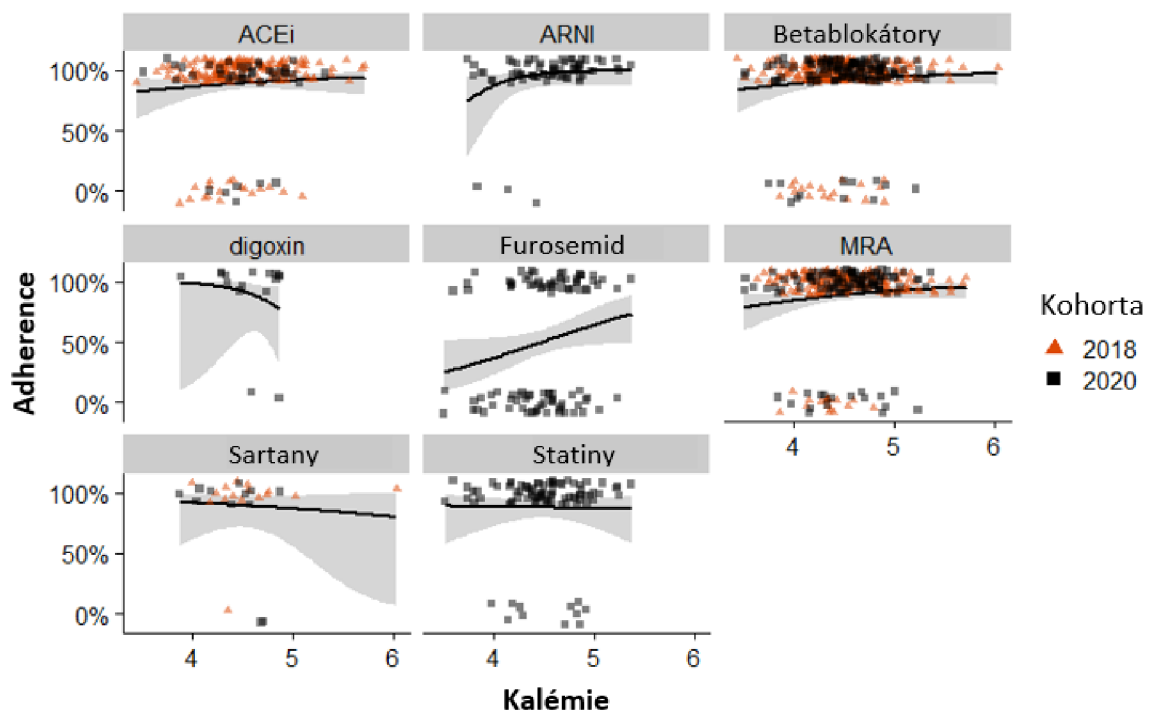 ACEi
ARNI
Betablokátory
100%
50%
0%
digoxin
Furosemid
MRA
100%
50%
0%
4
5
6
Sartany
Statiny
100%
50%
0%
4
5
6
4
5
6
Adherence
Kalémie
Kohorta
2018
2020